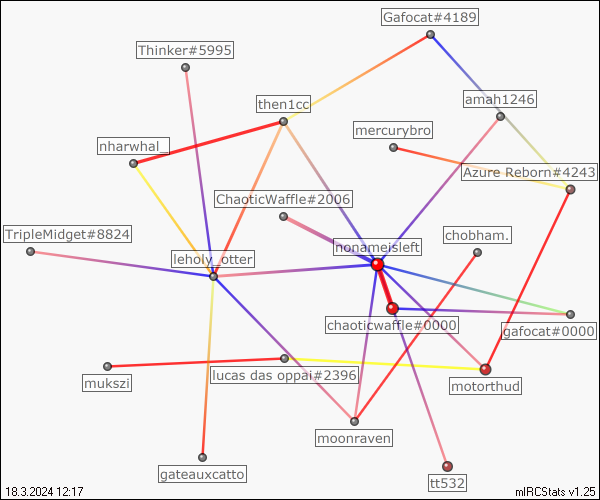 Gafocat#4189
Thinker#5995
amah1246
then1cc
mercurybro
nharwhal_
Azure Reborn#4243
ChaoticWaffle#2006
TripleMidget#8824
chobham.
nonameisleft
leholy_otter
chaoticwaffle#0000
gafocat#0000
lucas das oppai#2396
mukszi
motorthud
moonraven
gateauxcatto
tt532
18.3.2024 12:17
mIRCStats v1.25